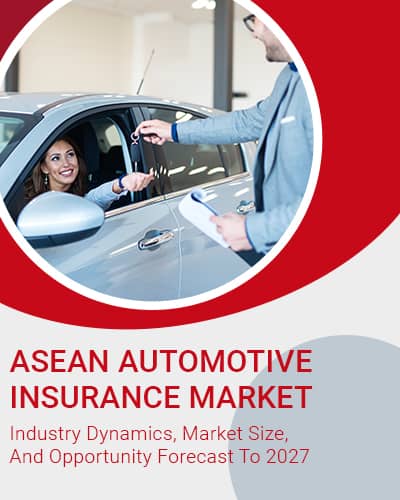 ASEAN AUTOMOTIVE
INSURANCE MARKET
Industry Dynamics, Market Size,
And Opportunity Forecast To 2027